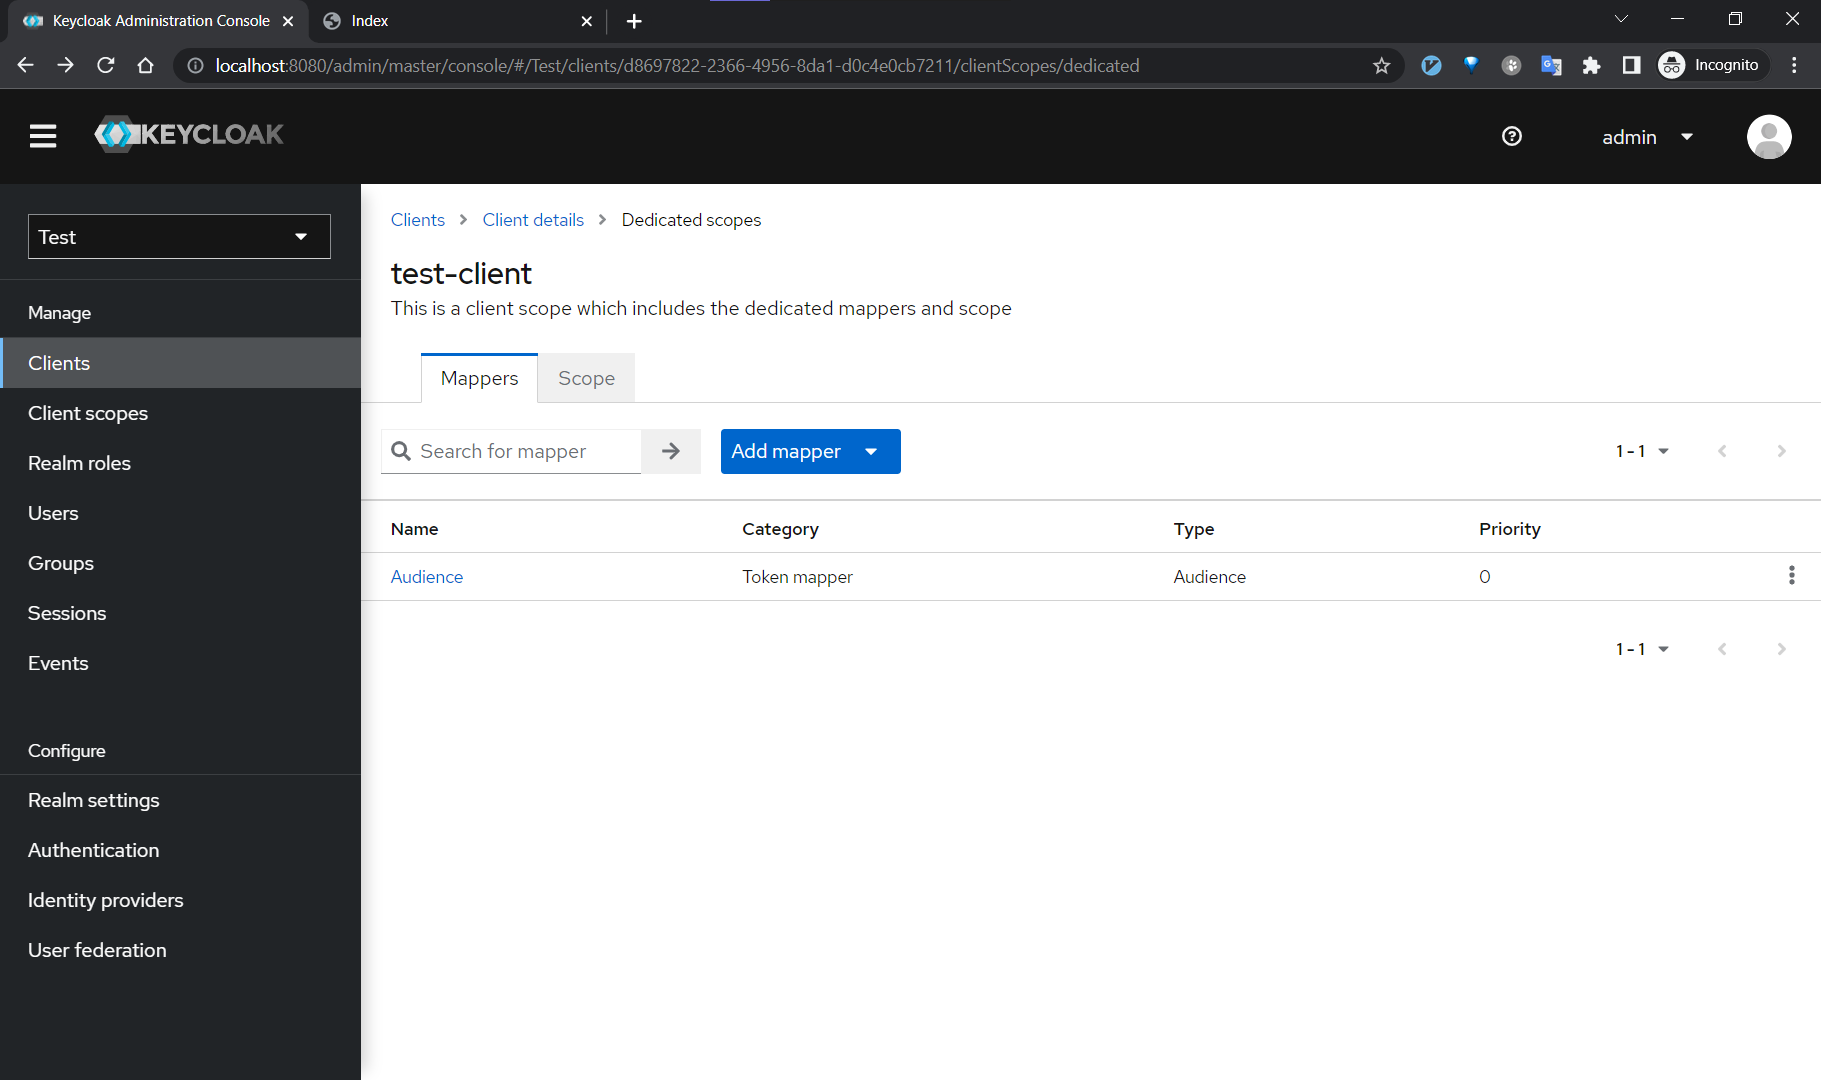 Keycloak Administration Console
Index
localhost:8080/admin/master/console/#/Test/clients/d8697822-2366-4956-8da1-d0c4e0cb7211/clientScopes/dedicated
Incognito
KEYCLOAK
admin
Test
Manage
Clients
Client scopes
Realm roles
Users
Groups
Sessions
Events
Configure
Realm settings
Authentication
Identity providers
User federation
Clients > Client details > Dedicated scopes
test-client
This is a client scope which includes the dedicated mappers and scope
Mappers Scope
Search for mapper Add mapper 1 - 1
Name Category Type Priority
Audience Token mapper Audience 0
1 - 1